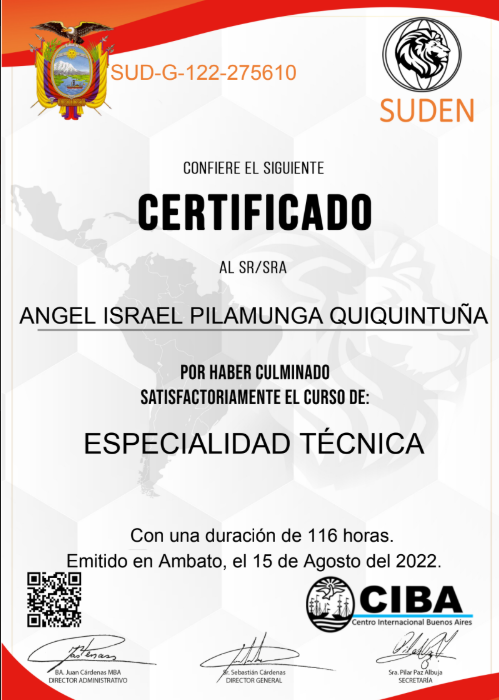 SUD-G-122-275610
SUDEN
CONFIERE EL SIGUIENTE
CERTIFICADO
AL SR/SRA
ANGEL ISRAEL PILAMUNGA QUIQUINTUÑA
POR HABER CULMINADO
SATISFACTORIAMENTE EL CURSO DE:
ESPECIALIDAD TÉCNICA
Con una duración de 116 horas.
Emitido en Ambato, el 15 de Agosto del 2022.
CIBA
Centro Internacional Buenos Aires
BA. Juan Cárdenas MBA
DIRECTOR ADMINISTRATIVO
Sr. Sebastián Cárdenas
DIRECTOR GENERAL
Sra. Pilar Paz Albuja
SECRETARÍA